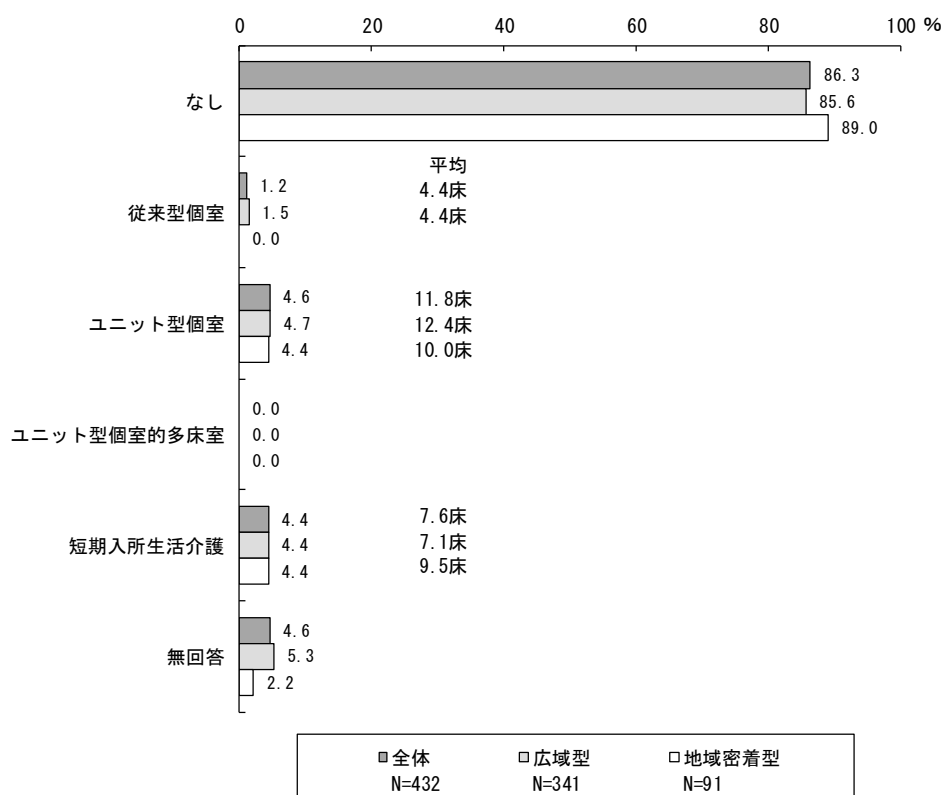 0 20 40 60 80 100 %
なし
86.3
85.6
89.0
平均
従来型個室
1.2 4.4床
1.5 4.4床
0.0
ユニット型個室
4.6 11.8床
4.7 12.4床
4.4 10.0床
ユニット型個室的多床室
0.0
0.0
0.0
短期入所生活介護
4.4 7.6床
4.4 7.1床
4.4 9.5床
無回答
4.6
5.3
2.2
全体 広域型 地域密着型
N=432 N=341 N=91